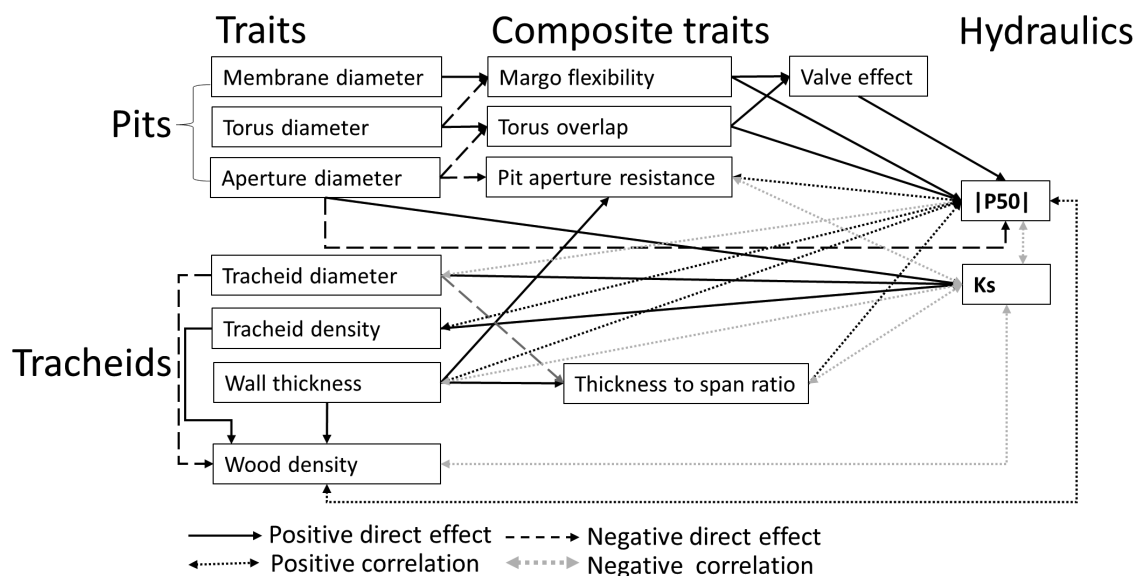 Traits
Composite traits
Hydraulics
Pits
Membrane diameter
Margo flexibility
Valve effect
Torus diameter
Torus overlap
Aperture diameter
Pit aperture resistance
|P50|
Tracheids
Tracheid diameter
Ks
Tracheid density
Wall thickness
Thickness to span ratio
Wood density
Positive direct effect
Negative direct effect
Positive correlation
Negative correlation